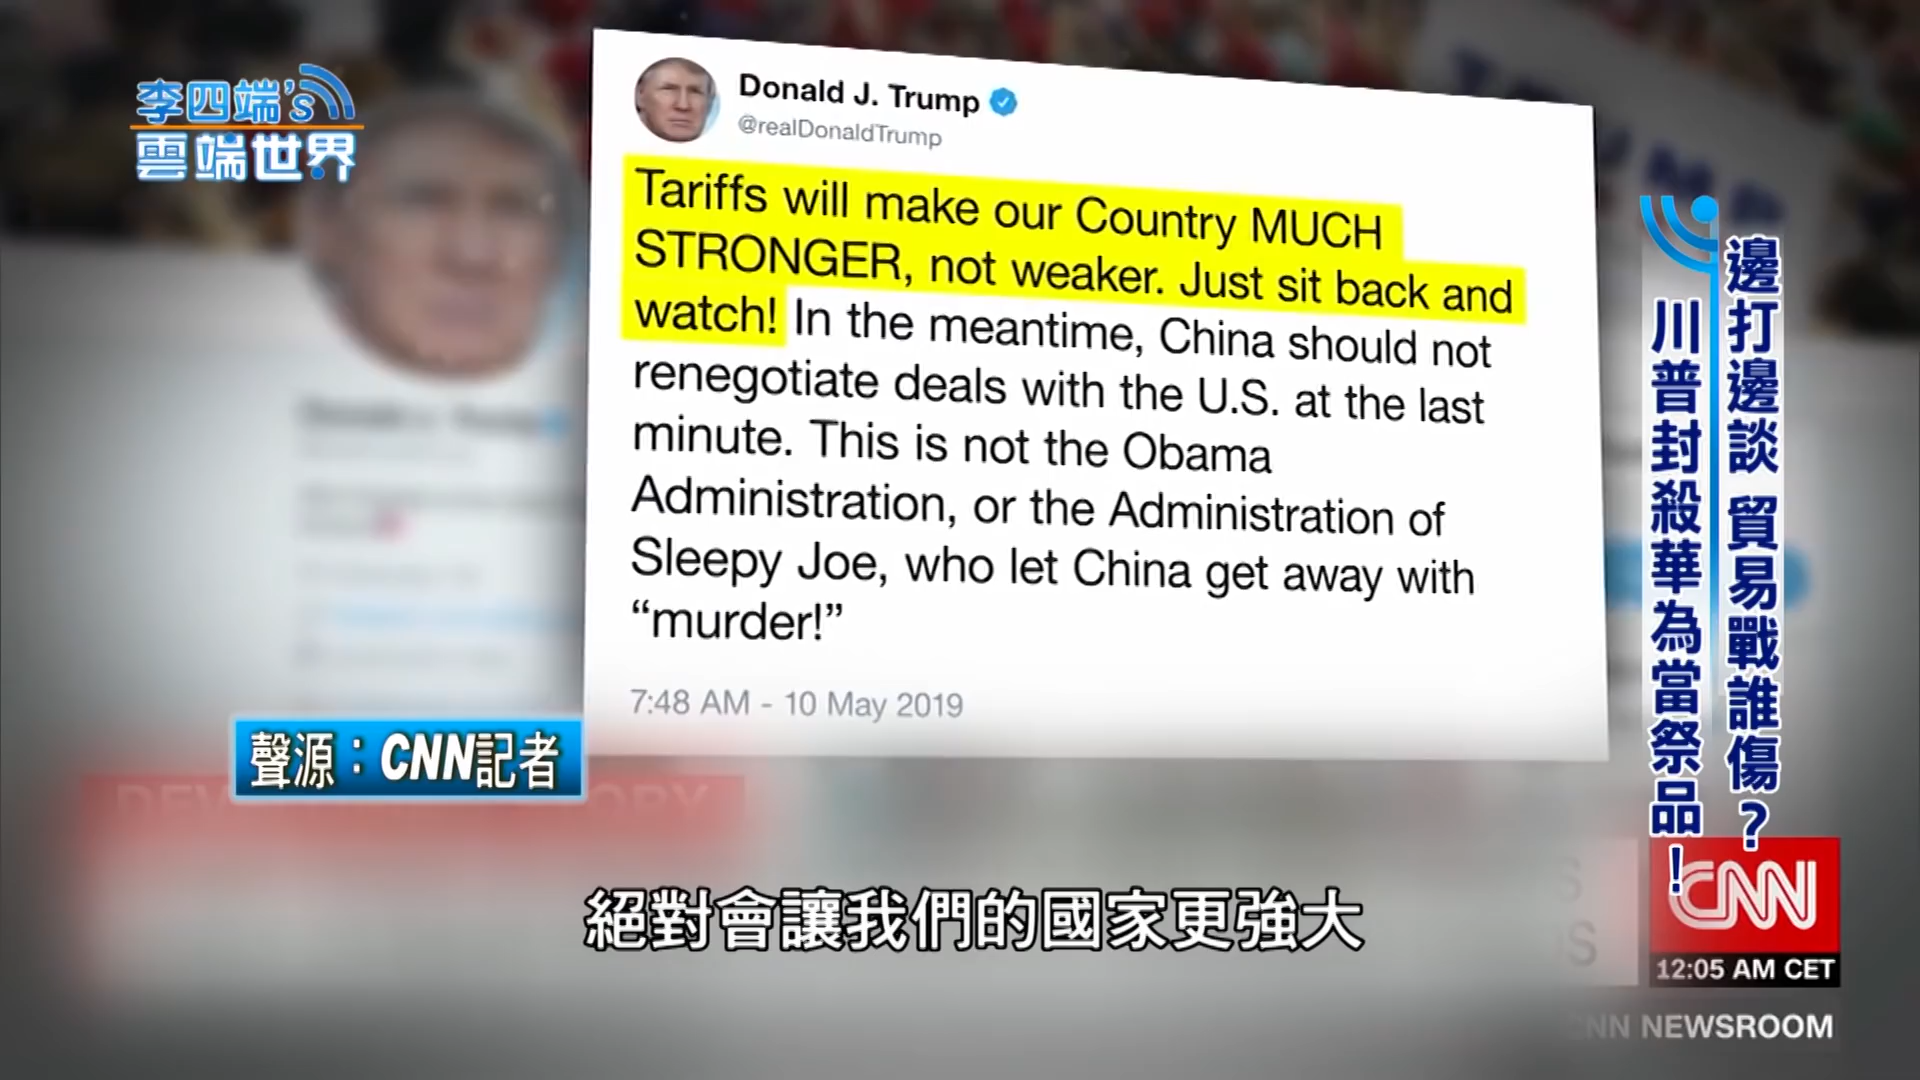 李四端's
雲端世界
Donald J. Trump
@realDonaldTrump
Tariffs will make our Country MUCH
STRONGER, not weaker. Just sit back and
watch! In the meantime, China should not
renegotiate deals with the U.S. at the last
minute. This is not the Obama
Administration, or the Administration of
Sleepy Joe, who let China get away with
“murder!”
7:48 AM - 10 May 2019
邊打邊談 貿易戰誰傷?
川普封殺華為當祭品!
聲源：CNN記者
絕對會讓我們的國家更強大
CNN
12:05 AM CET
CNN NEWSROOM